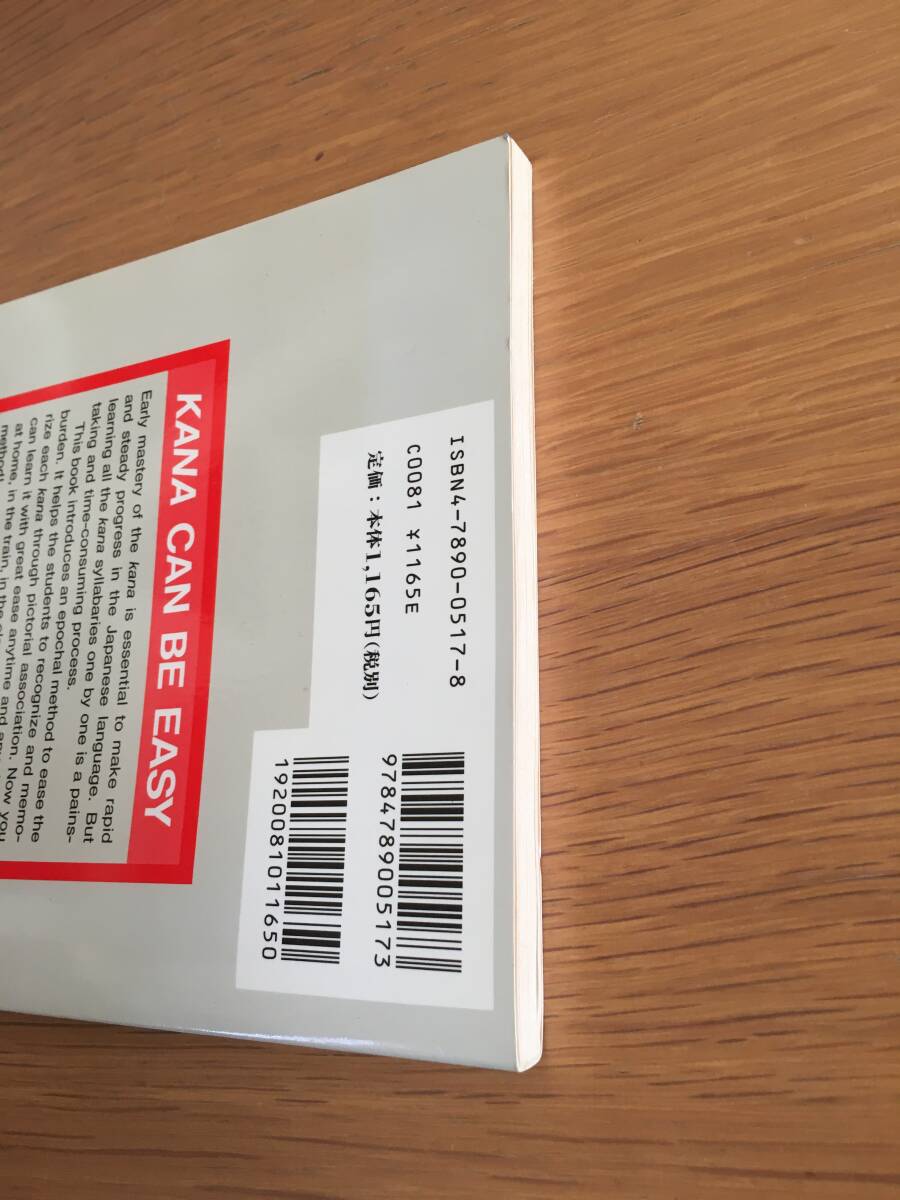 ISBN4-7890-0517-8
C0081 ¥1165E
定価:本体1,165円(税別)
9784789005173
1920081011650
KANA CAN BE EASY
Early mastery of the kana is essential to make rapid
and steady progress in the Japanese language. But
learning all the kana syllabaries one by one is a pains-
taking and time-consuming process.
This book introduces an epochal method to ease the
burden. It helps the students to recognize and memo-
rize each kana through pictorial association. Now you
can learn it with great ease anytime and
at home, in the train, in the
method!